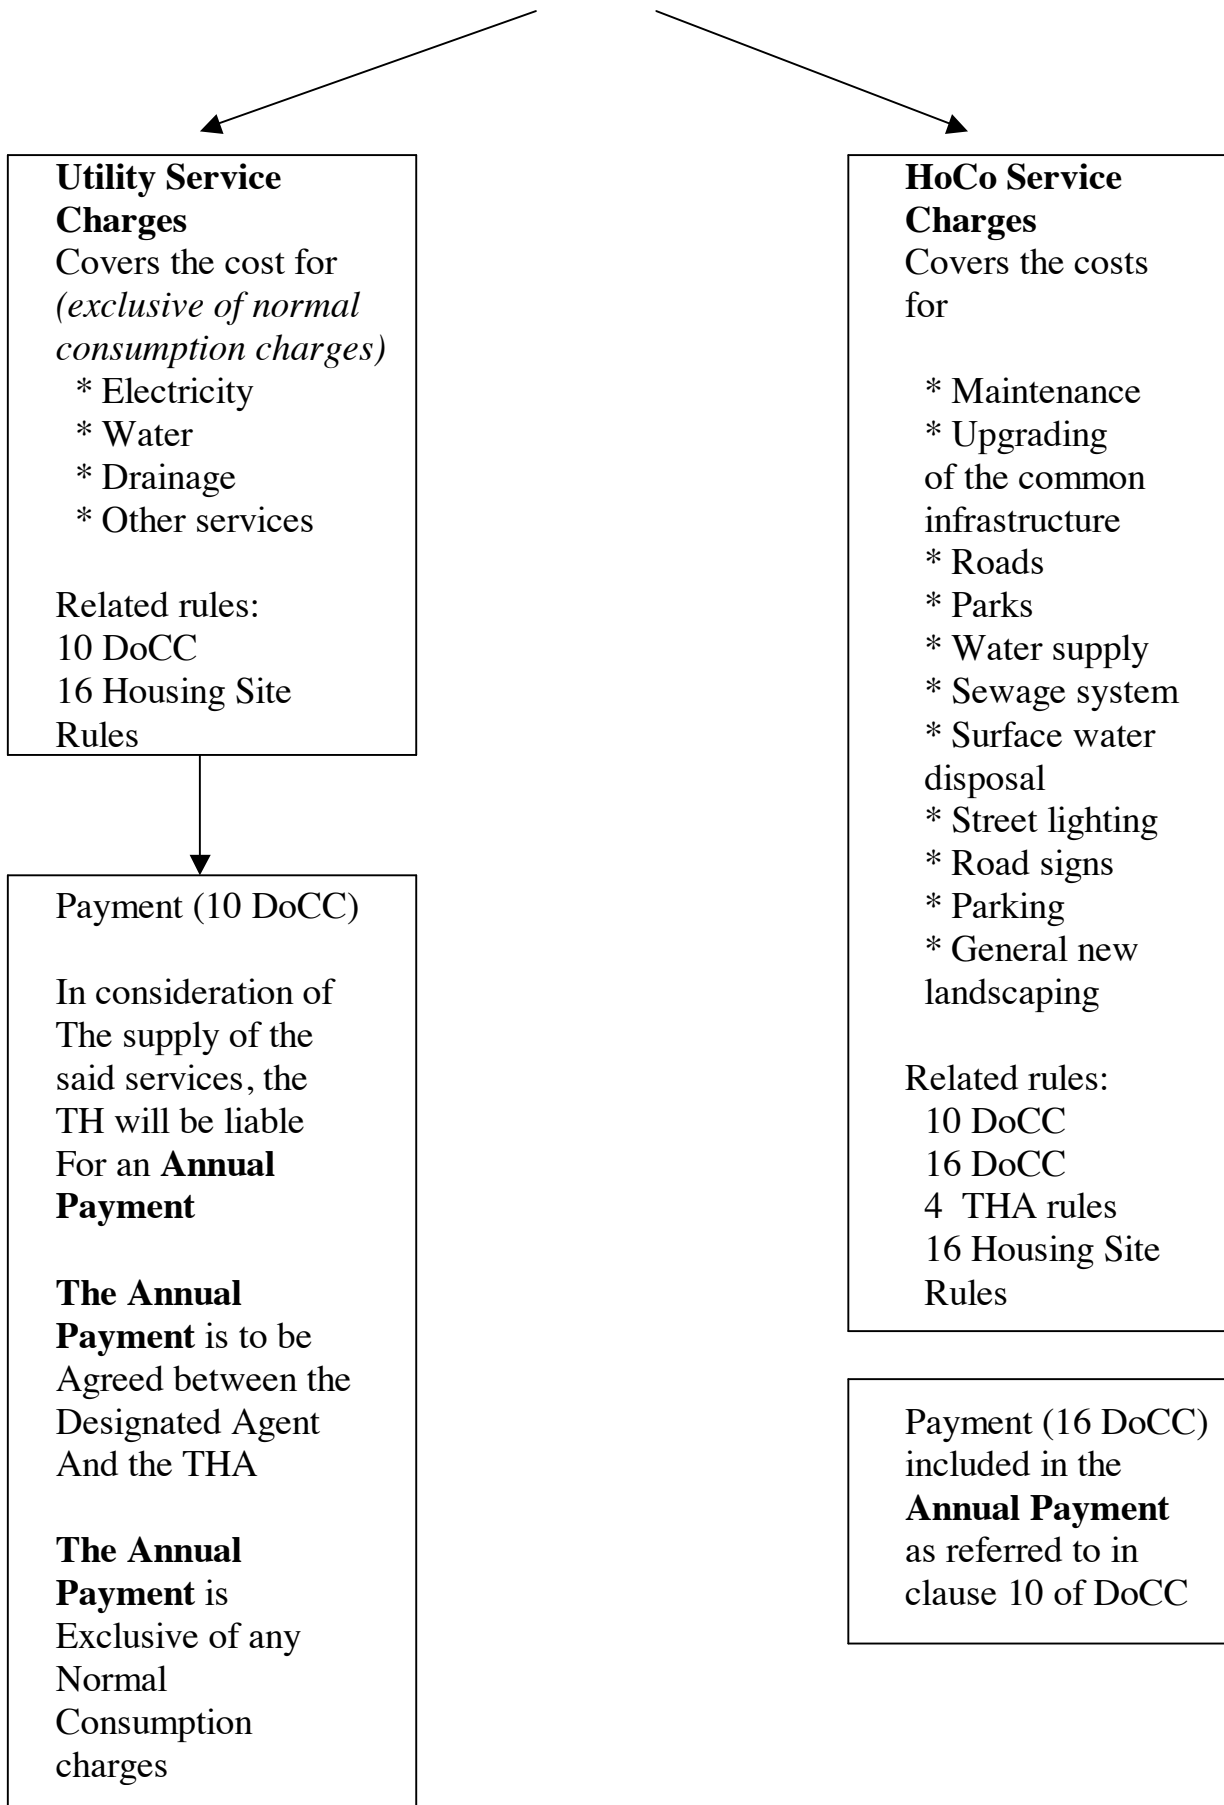 Utility Service
Charges
Covers the cost for
(exclusive of normal
consumption charges)
* Electricity
* Water
* Drainage
* Other services
Related rules:
10 DoCC
16 Housing Site
Rules
Payment (10 DoCC)
In consideration of
The supply of the
said services, the
TH will be liable
For an Annual
Payment
The Annual
Payment is to be
Agreed between the
Designated Agent
And the THA
The Annual
Payment is
Exclusive of any
Normal
Consumption
charges
HoCo Service
Charges
Covers the costs
for
* Maintenance
* Upgrading
of the common
infrastructure
* Roads
* Parks
* Water supply
* Sewage system
* Surface water
disposal
* Street lighting
* Road signs
* Parking
* General new
landscaping
Related rules:
10 DoCC
16 DoCC
4  THA rules
16 Housing Site
Rules
Payment (16 DoCC)
included in the
Annual Payment
as referred to in
clause 10 of DoCC